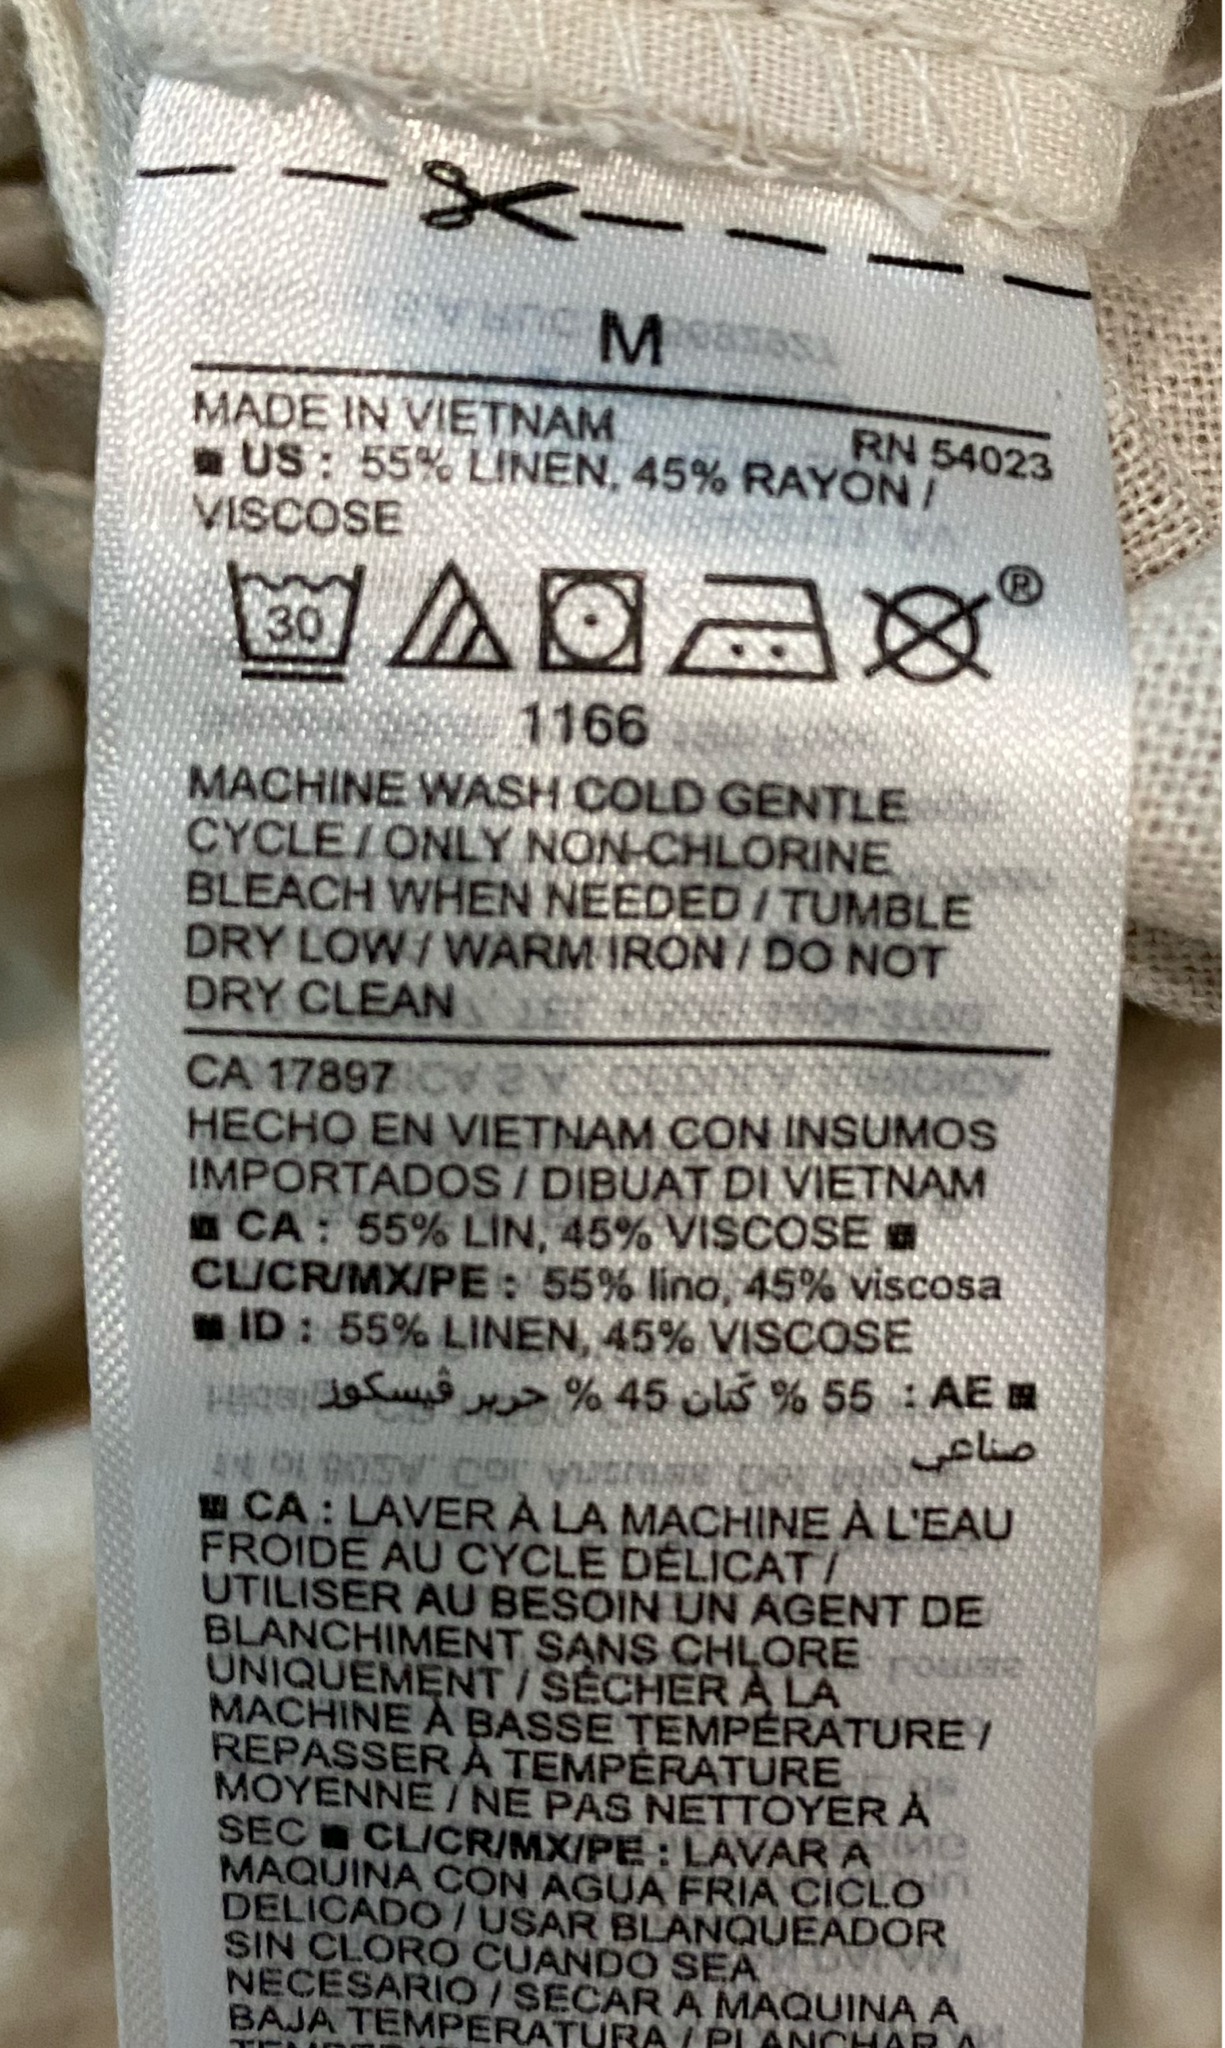 M
MADE IN VIETNAM
RN 54023
US : 55% LINEN, 45% RAYON /
VISCOSE
30
®
1166
MACHINE WASH COLD GENTLE
CYCLE / ONLY NON-CHLORINE
BLEACH WHEN NEEDED / TUMBLE
DRY LOW / WARM IRON / DO NOT
DRY CLEAN
CA 17897
HECHO EN VIETNAM CON INSUMOS
IMPORTADOS / DIBUAT DI VIETNAM
CA : 55% LIN, 45% VISCOSE
CL/CR/MX/PE : 55% lino, 45% viscosa
ID : 55% LINEN, 45% VISCOSE
AE : 55 % كَتان 45 % حرير ڤيسكوز
صناعي
CA : LAVER À LA MACHINE À L'EAU
FROIDE AU CYCLE DÉLICAT /
UTILISER AU BESOIN UN AGENT DE
BLANCHIMENT SANS CHLORE
UNIQUEMENT / SÉCHER À LA
MACHINE À BASSE TEMPÉRATURE /
REPASSER À TEMPÉRATURE
MOYENNE / NE PAS NETTOYER À
SEC CL/CR/MX/PE : LAVAR A
MAQUINA CON AGUA FRIA CICLO
DELICADO / USAR BLANQUEADOR
SIN CLORO CUANDO SEA
NECESARIO / SECAR A MAQUINA A
BAJA TEMPERATURA / PLANCHAR A